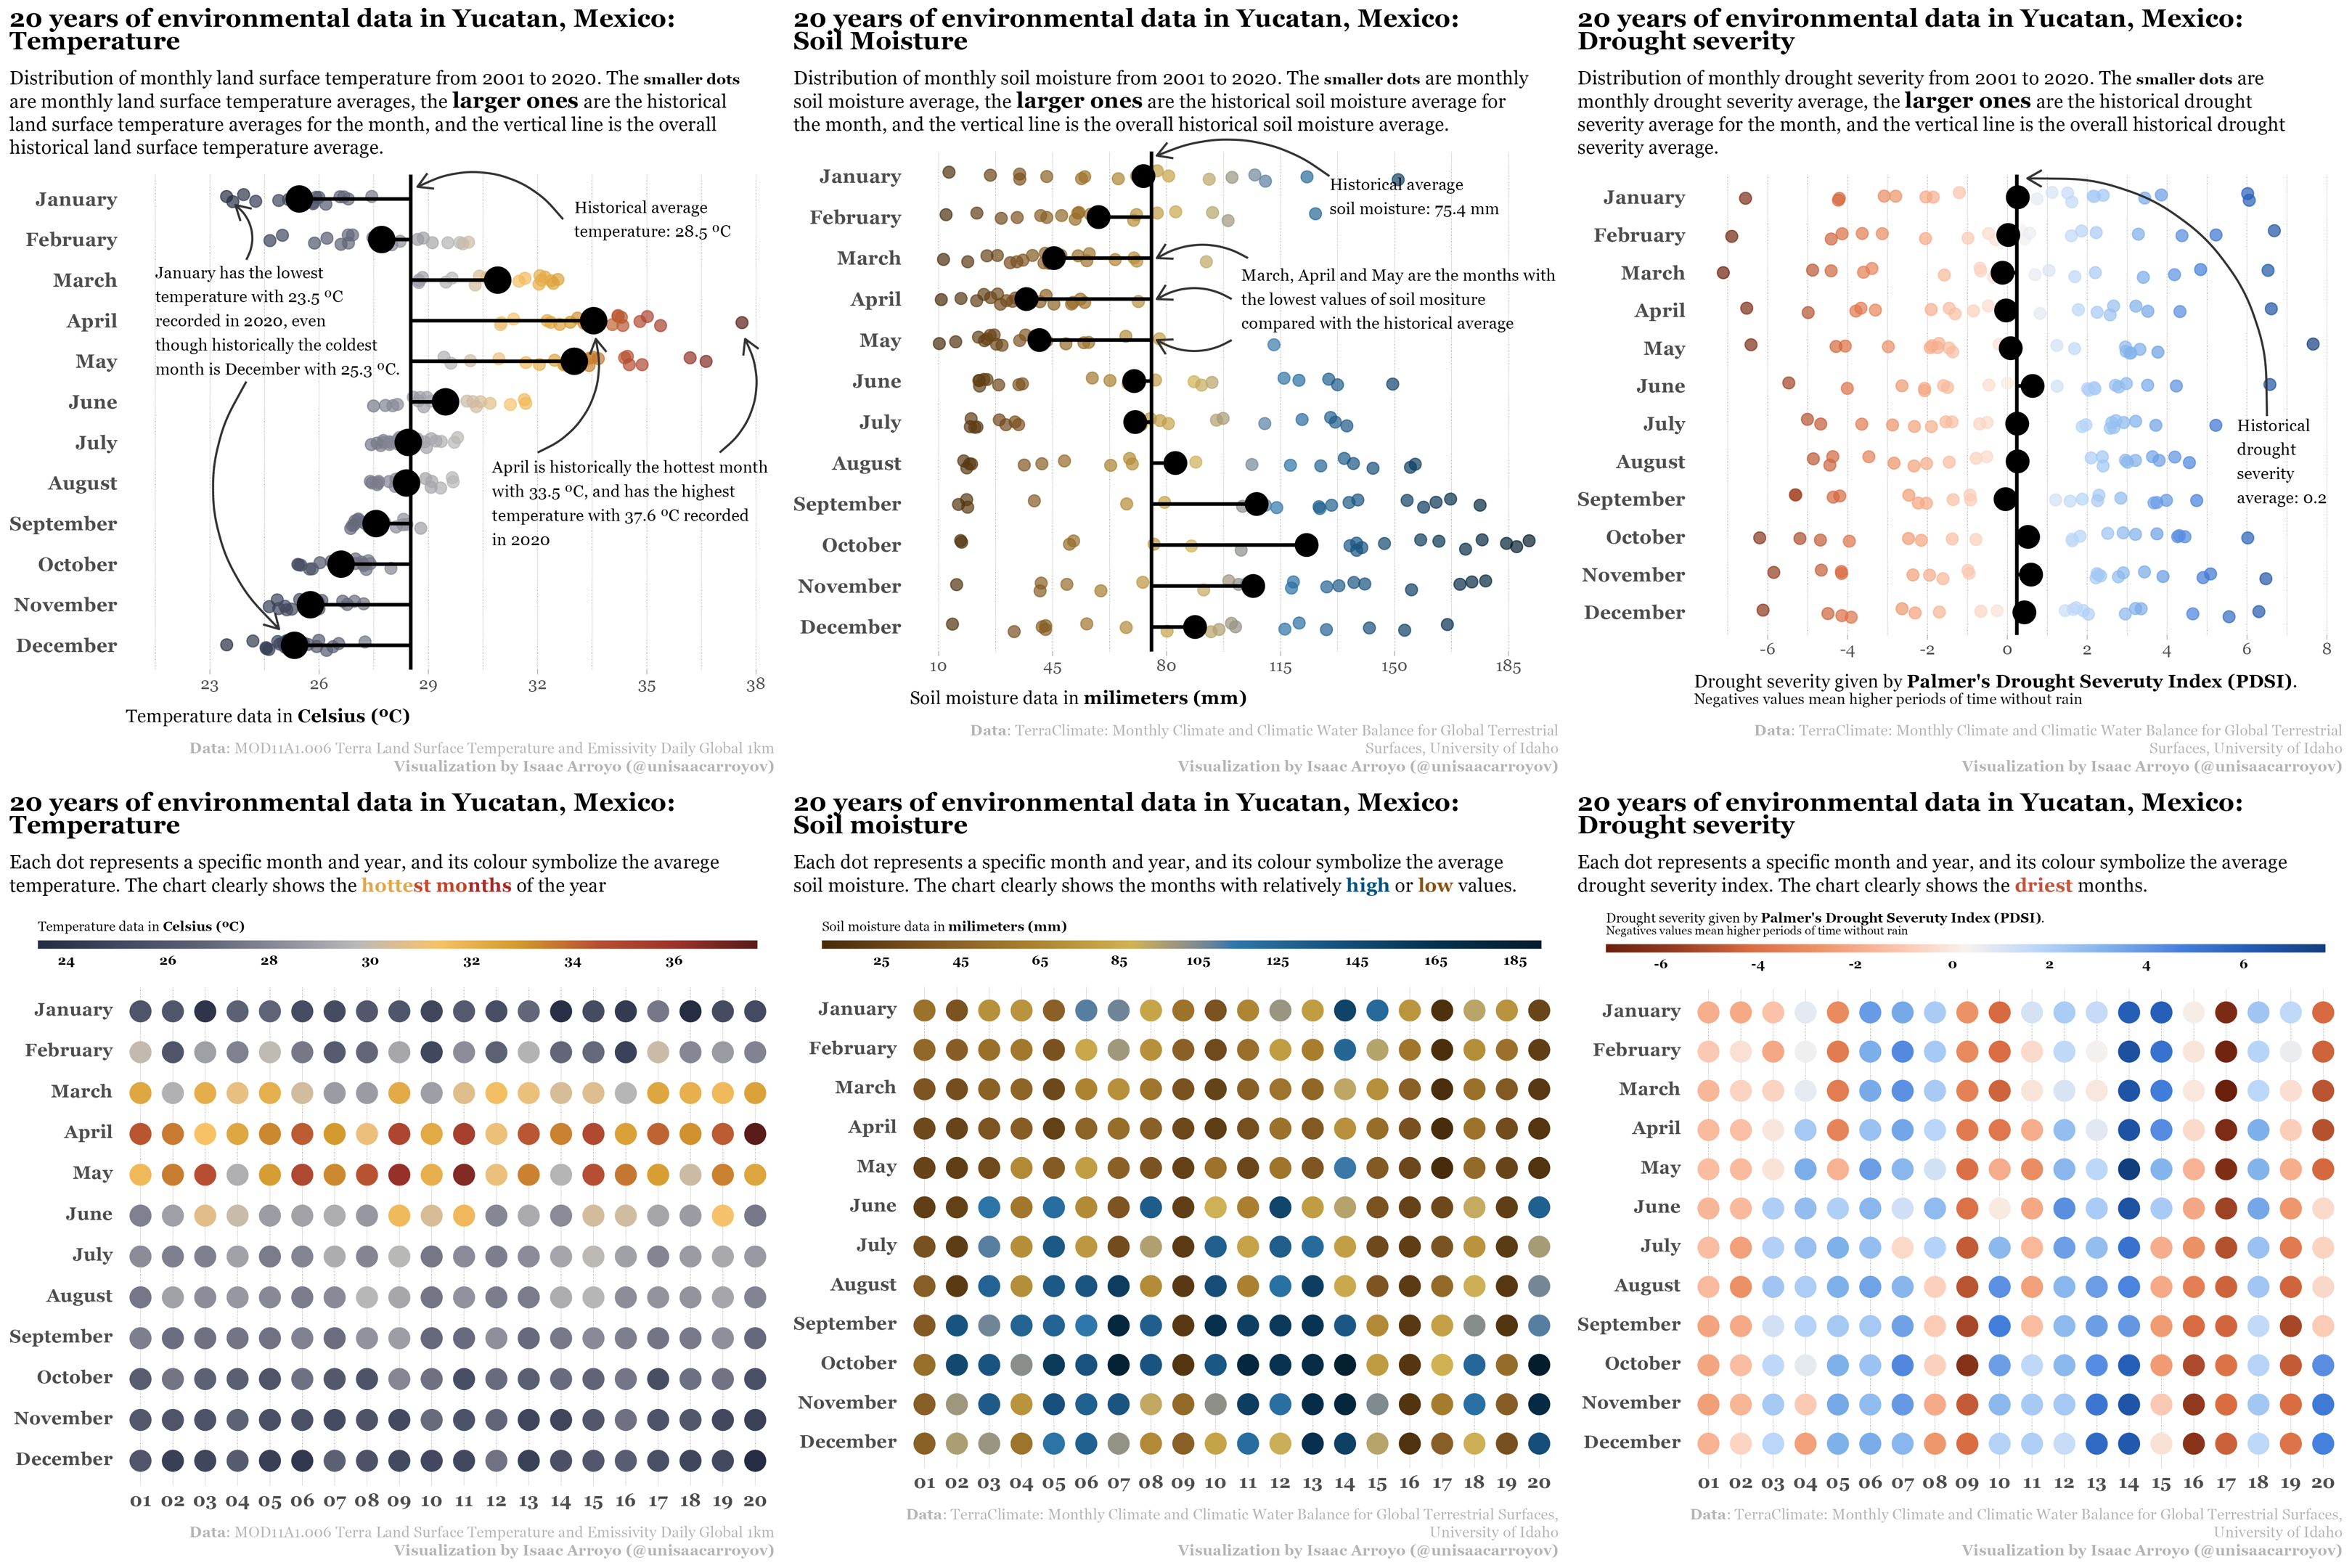 20 years of environmental data in Yucatan, Mexico:
Temperature
Distribution of monthly land surface temperature from 2001 to 2020. The smaller dots
are monthly land surface temperature averages, the larger ones are the historical
land surface temperature averages for the month, and the vertical line is the overall
historical land surface temperature average.
January
February
March
April
May
June
July
August
September
October
November
December
Historical average
temperature: 28.5 ºC
January has the lowest
temperature with 23.5 ºC
recorded in 2020, even
though historically the coldest
month is December with 25.3 ºC.
April is historically the hottest month
with 33.5 ºC, and has the highest
temperature with 37.6 ºC recorded
in 2020
23 26 29 32 35 38
Temperature data in Celsius (ºC)
Data: MOD11A1.006 Terra Land Surface Temperature and Emissivity Daily Global 1km
Visualization by Isaac Arroyo (@unisaacarroyov)
20 years of environmental data in Yucatan, Mexico:
Soil Moisture
Distribution of monthly soil moisture from 2001 to 2020. The smaller dots are monthly
soil moisture average, the larger ones are the historical soil moisture average for
the month, and the vertical line is the overall historical soil moisture average.
January
February
March
April
May
June
July
August
September
October
November
December
Historical average
soil moisture: 75.4 mm
March, April and May are the months with
the lowest values of soil mositure
compared with the historical average
10 45 80 115 150 185
Soil moisture data in milimeters (mm)
Data: TerraClimate: Monthly Climate and Climatic Water Balance for Global Terrestrial
Surfaces, University of Idaho
Visualization by Isaac Arroyo (@unisaacarroyov)
20 years of environmental data in Yucatan, Mexico:
Drought severity
Distribution of monthly drought severity from 2001 to 2020. The smaller dots are
monthly drought severity average, the larger ones are the historical drought
severity average for the month, and the vertical line is the overall historical drought
severity average.
January
February
March
April
May
June
July
August
September
October
November
December
Historical
drought
severity
average: 0.2
-6 -4 -2 0 2 4 6 8
Drought severity given by Palmer's Drought Severuty Index (PDSI).
Negatives values mean higher periods of time without rain
Data: TerraClimate: Monthly Climate and Climatic Water Balance for Global Terrestrial
Surfaces, University of Idaho
Visualization by Isaac Arroyo (@unisaacarroyov)
20 years of environmental data in Yucatan, Mexico:
Temperature
Each dot represents a specific month and year, and its colour symbolize the avarege
temperature. The chart clearly shows the hottest months of the year
Temperature data in Celsius (ºC)
24 26 28 30 32 34 36
January
February
March
April
May
June
July
August
September
October
November
December
01 02 03 04 05 06 07 08 09 10 11 12 13 14 15 16 17 18 19 20
Data: MOD11A1.006 Terra Land Surface Temperature and Emissivity Daily Global 1km
Visualization by Isaac Arroyo (@unisaacarroyov)
20 years of environmental data in Yucatan, Mexico:
Soil moisture
Each dot represents a specific month and year, and its colour symbolize the average
soil moisture. The chart clearly shows the months with relatively high or low values.
Soil moisture data in milimeters (mm)
25 45 65 85 105 125 145 165 185
January
February
March
April
May
June
July
August
September
October
November
December
01 02 03 04 05 06 07 08 09 10 11 12 13 14 15 16 17 18 19 20
Data: TerraClimate: Monthly Climate and Climatic Water Balance for Global Terrestrial Surfaces,
University of Idaho
Visualization by Isaac Arroyo (@unisaacarroyov)
20 years of environmental data in Yucatan, Mexico:
Drought severity
Each dot represents a specific month and year, and its colour symbolize the average
drought severity index. The chart clearly shows the driest months.
Drought severity given by Palmer's Drought Severuty Index (PDSI).
Negatives values mean higher periods of time without rain
-6 -4 -2 0 2 4 6
January
February
March
April
May
June
July
August
September
October
November
December
01 02 03 04 05 06 07 08 09 10 11 12 13 14 15 16 17 18 19 20
Data: TerraClimate: Monthly Climate and Climatic Water Balance for Global Terrestrial Surfaces,
University of Idaho
Visualization by Isaac Arroyo (@unisaacarroyov)